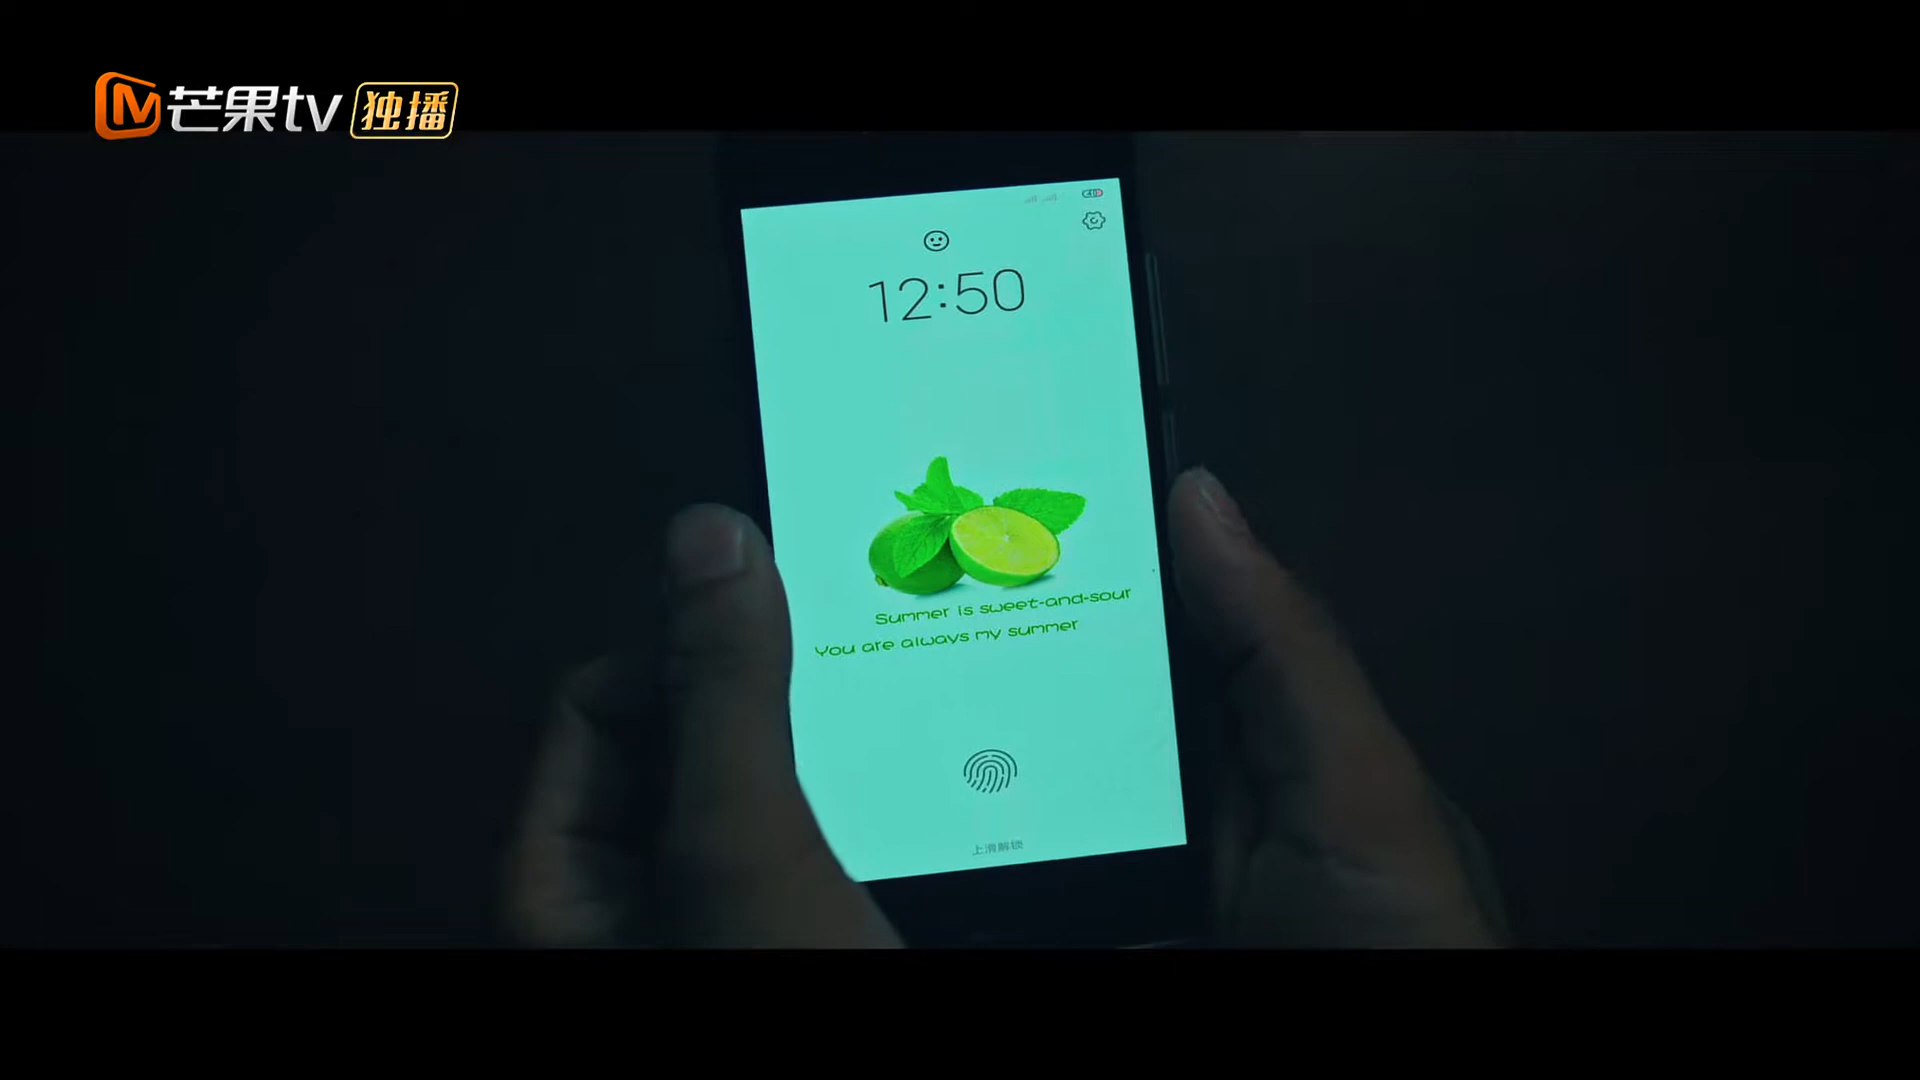 芒果tv 独播
40
12:50
Summer is sweet-and-sour
You are always my summer
上滑解锁